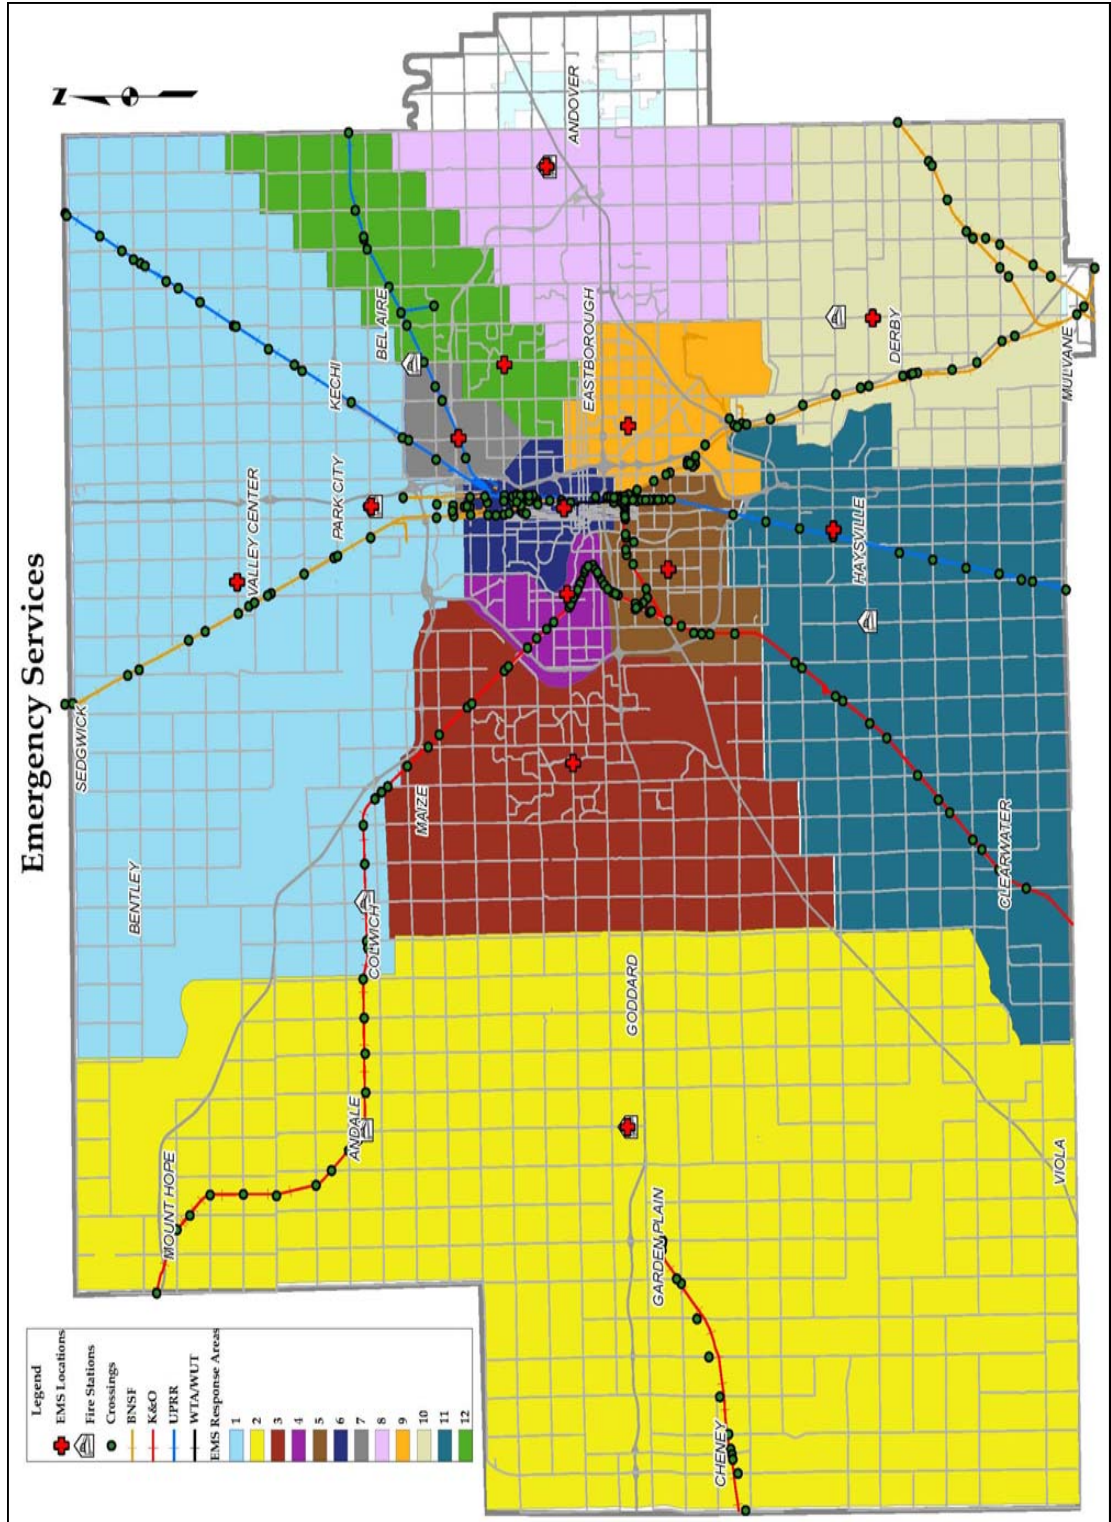 Emergency Services
N
Legend
EMS Locations
Fire Stations
Crossings
BNSF
K&O
UPRR
WTA/WUT
EMS Response Areas
1
2
3
4
5
6
7
8
9
10
11
12
SEDGWICK
BENTLEY
MOUNT HOPE
VALLEY CENTER
PARK CITY
KECHI
BEL AIRE
ANDALE
COLWICH
MAIZE
ANDOVER
EASTBOROUGH
GODDARD
GARDEN PLAIN
CHENEY
HAYSVILLE
DERBY
CLEARWATER
MULVANE
VIOLA